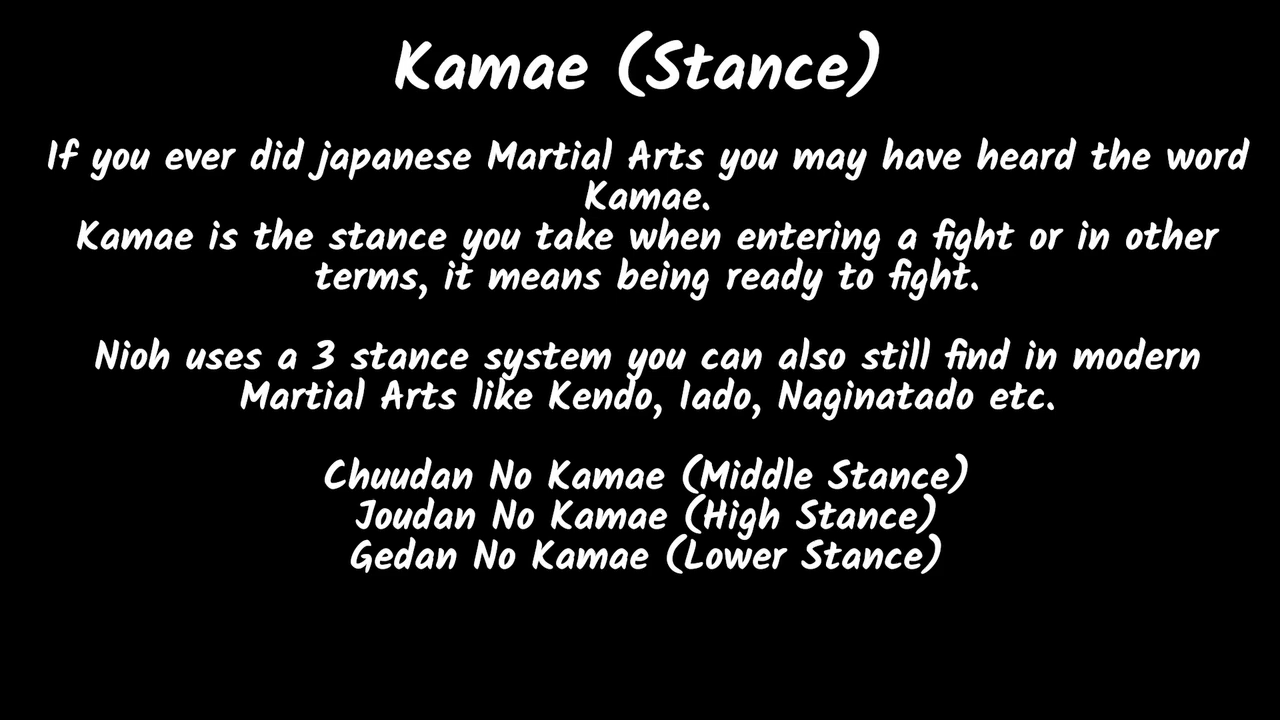 Kamae (Stance)
If you ever did japanese Martial Arts you may have heard the word
Kamae.
Kamae is the stance you take when entering a fight or in other
terms, it means being ready to fight.
Nioh uses a 3 stance system you can also still find in modern
Martial Arts like Kendo, Iado, Naginatado etc.
Chuudan No Kamae (Middle Stance)
Joudan No Kamae (High Stance)
Gedan No Kamae (Lower Stance)